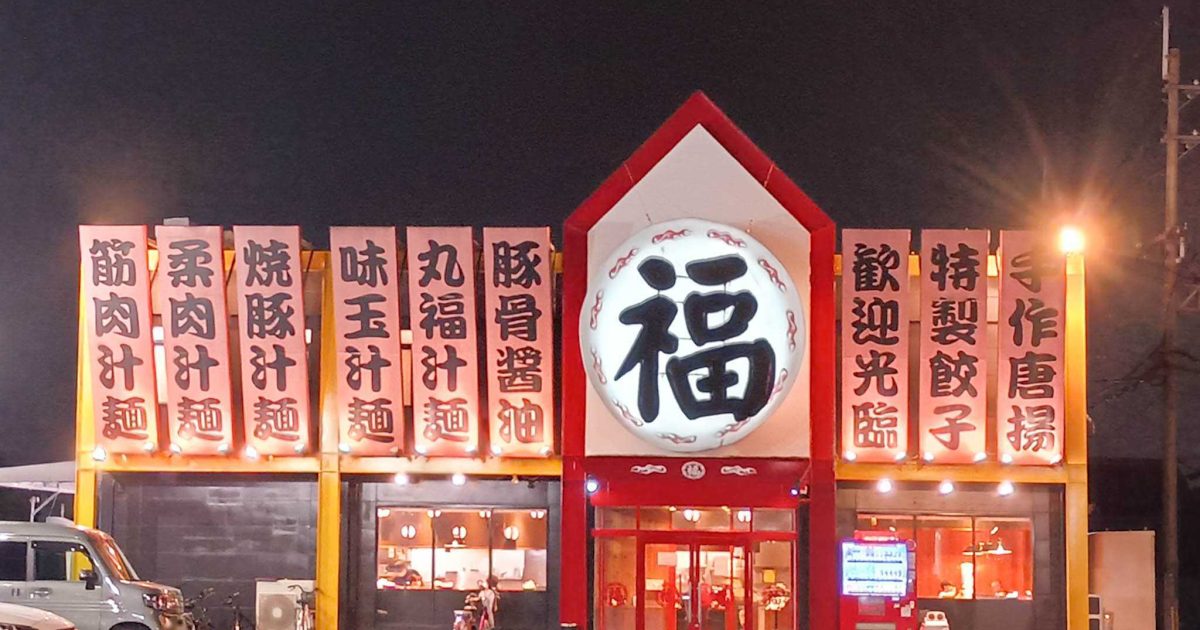 筋肉汁麺
柔肉汁麺
焼豚汁麺
味玉汁麺
丸福汁麺
豚骨醤油
福
歓迎光臨
特製餃子
手作唐揚
福